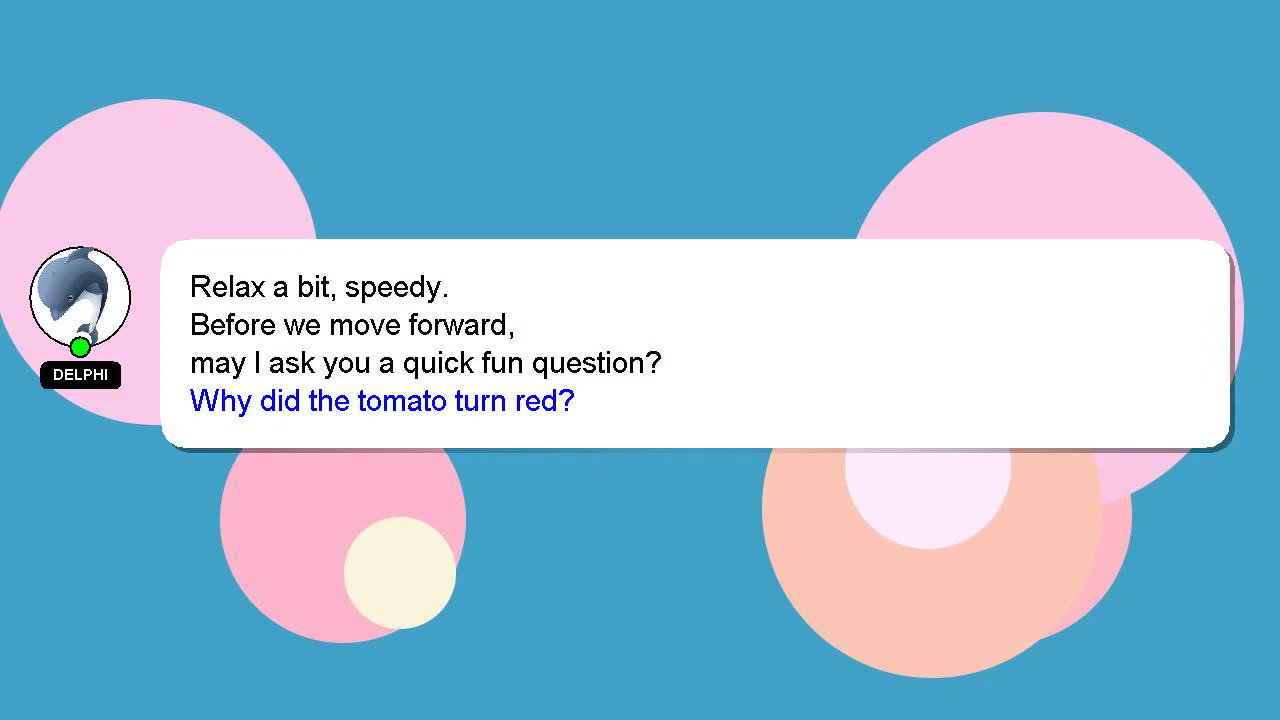 Relax a bit, speedy.
Before we move forward,
may I ask you a quick fun question?
Why did the tomato turn red?
DELPHI